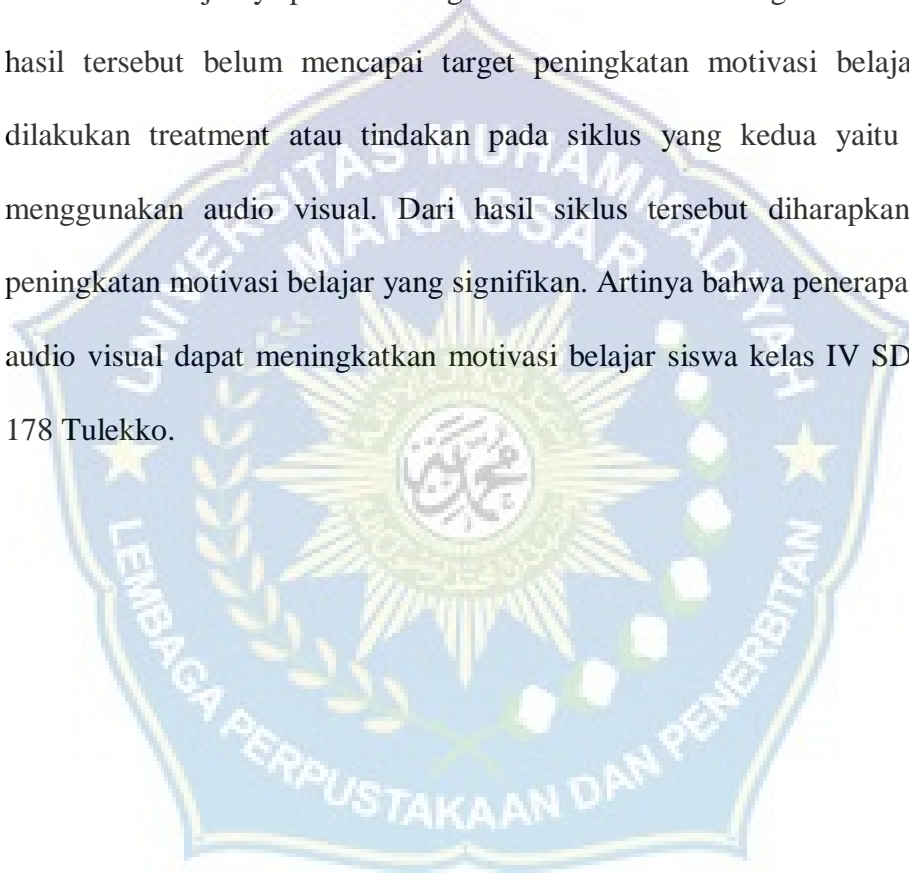 hasil tersebut belum mencapai target peningkatan motivasi belaja
dilakukan treatment atau tindakan pada siklus yang kedua yaitu
menggunakan audio visual. Dari hasil siklus tersebut diharapkan
peningkatan motivasi belajar yang signifikan. Artinya bahwa penerapa
audio visual dapat meningkatkan motivasi belajar siswa kelas IV SD
178 Tulekko.
UNIVERSITAS MUHAMMADIYAH
MAKASSAR
LEMBAGA PERPUSTAKAAN DAN PENERBITAN